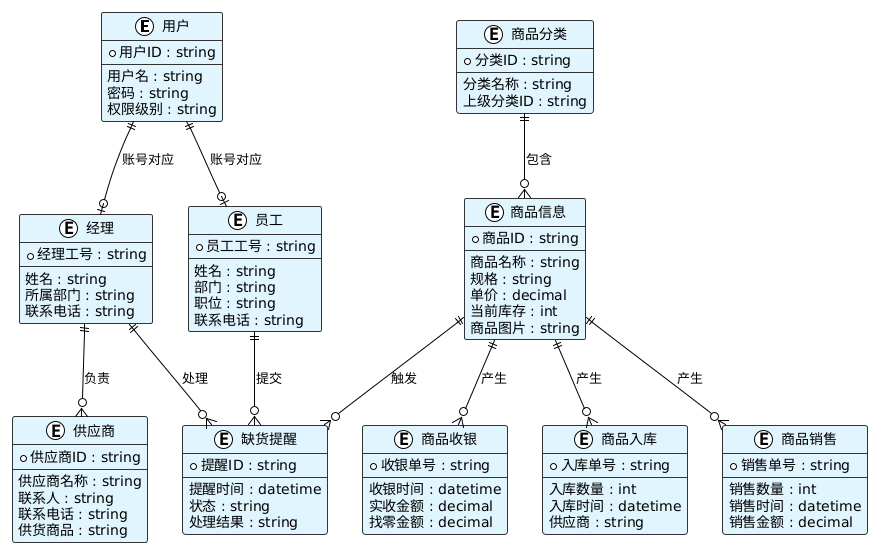 E 用户
用户ID : string
用户名 : string
密码 : string
权限级别 : string
E 商品分类
分类ID : string
分类名称 : string
上级分类ID : string
账号对应
账号对应
包含
E 经理
经理工号 : string
姓名 : string
所属部门 : string
联系电话 : string
E 员工
员工工号 : string
姓名 : string
部门 : string
职位 : string
联系电话 : string
E 商品信息
商品ID : string
商品名称 : string
规格 : string
单价 : decimal
当前库存 : int
商品图片 : string
负责
处理
提交
触发
产生
产生
产生
E 供应商
供应商ID : string
供应商名称 : string
联系人 : string
联系电话 : string
供货商品 : string
E 缺货提醒
提醒ID : string
提醒时间 : datetime
状态 : string
处理结果 : string
E 商品收银
收银单号 : string
收银时间 : datetime
实收金额 : decimal
找零金额 : decimal
E 商品入库
入库单号 : string
入库数量 : int
入库时间 : datetime
供应商 : string
E 商品销售
销售单号 : string
销售数量 : int
销售时间 : datetime
销售金额 : decimal